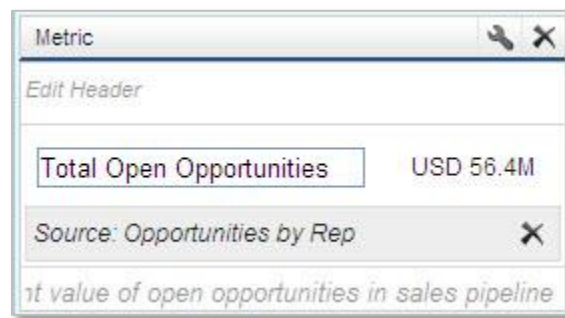 Metric
Edit Header
Total Open Opportunities USD 56.4M
Source: Opportunities by Rep
value of open opportunities in sales pipeline